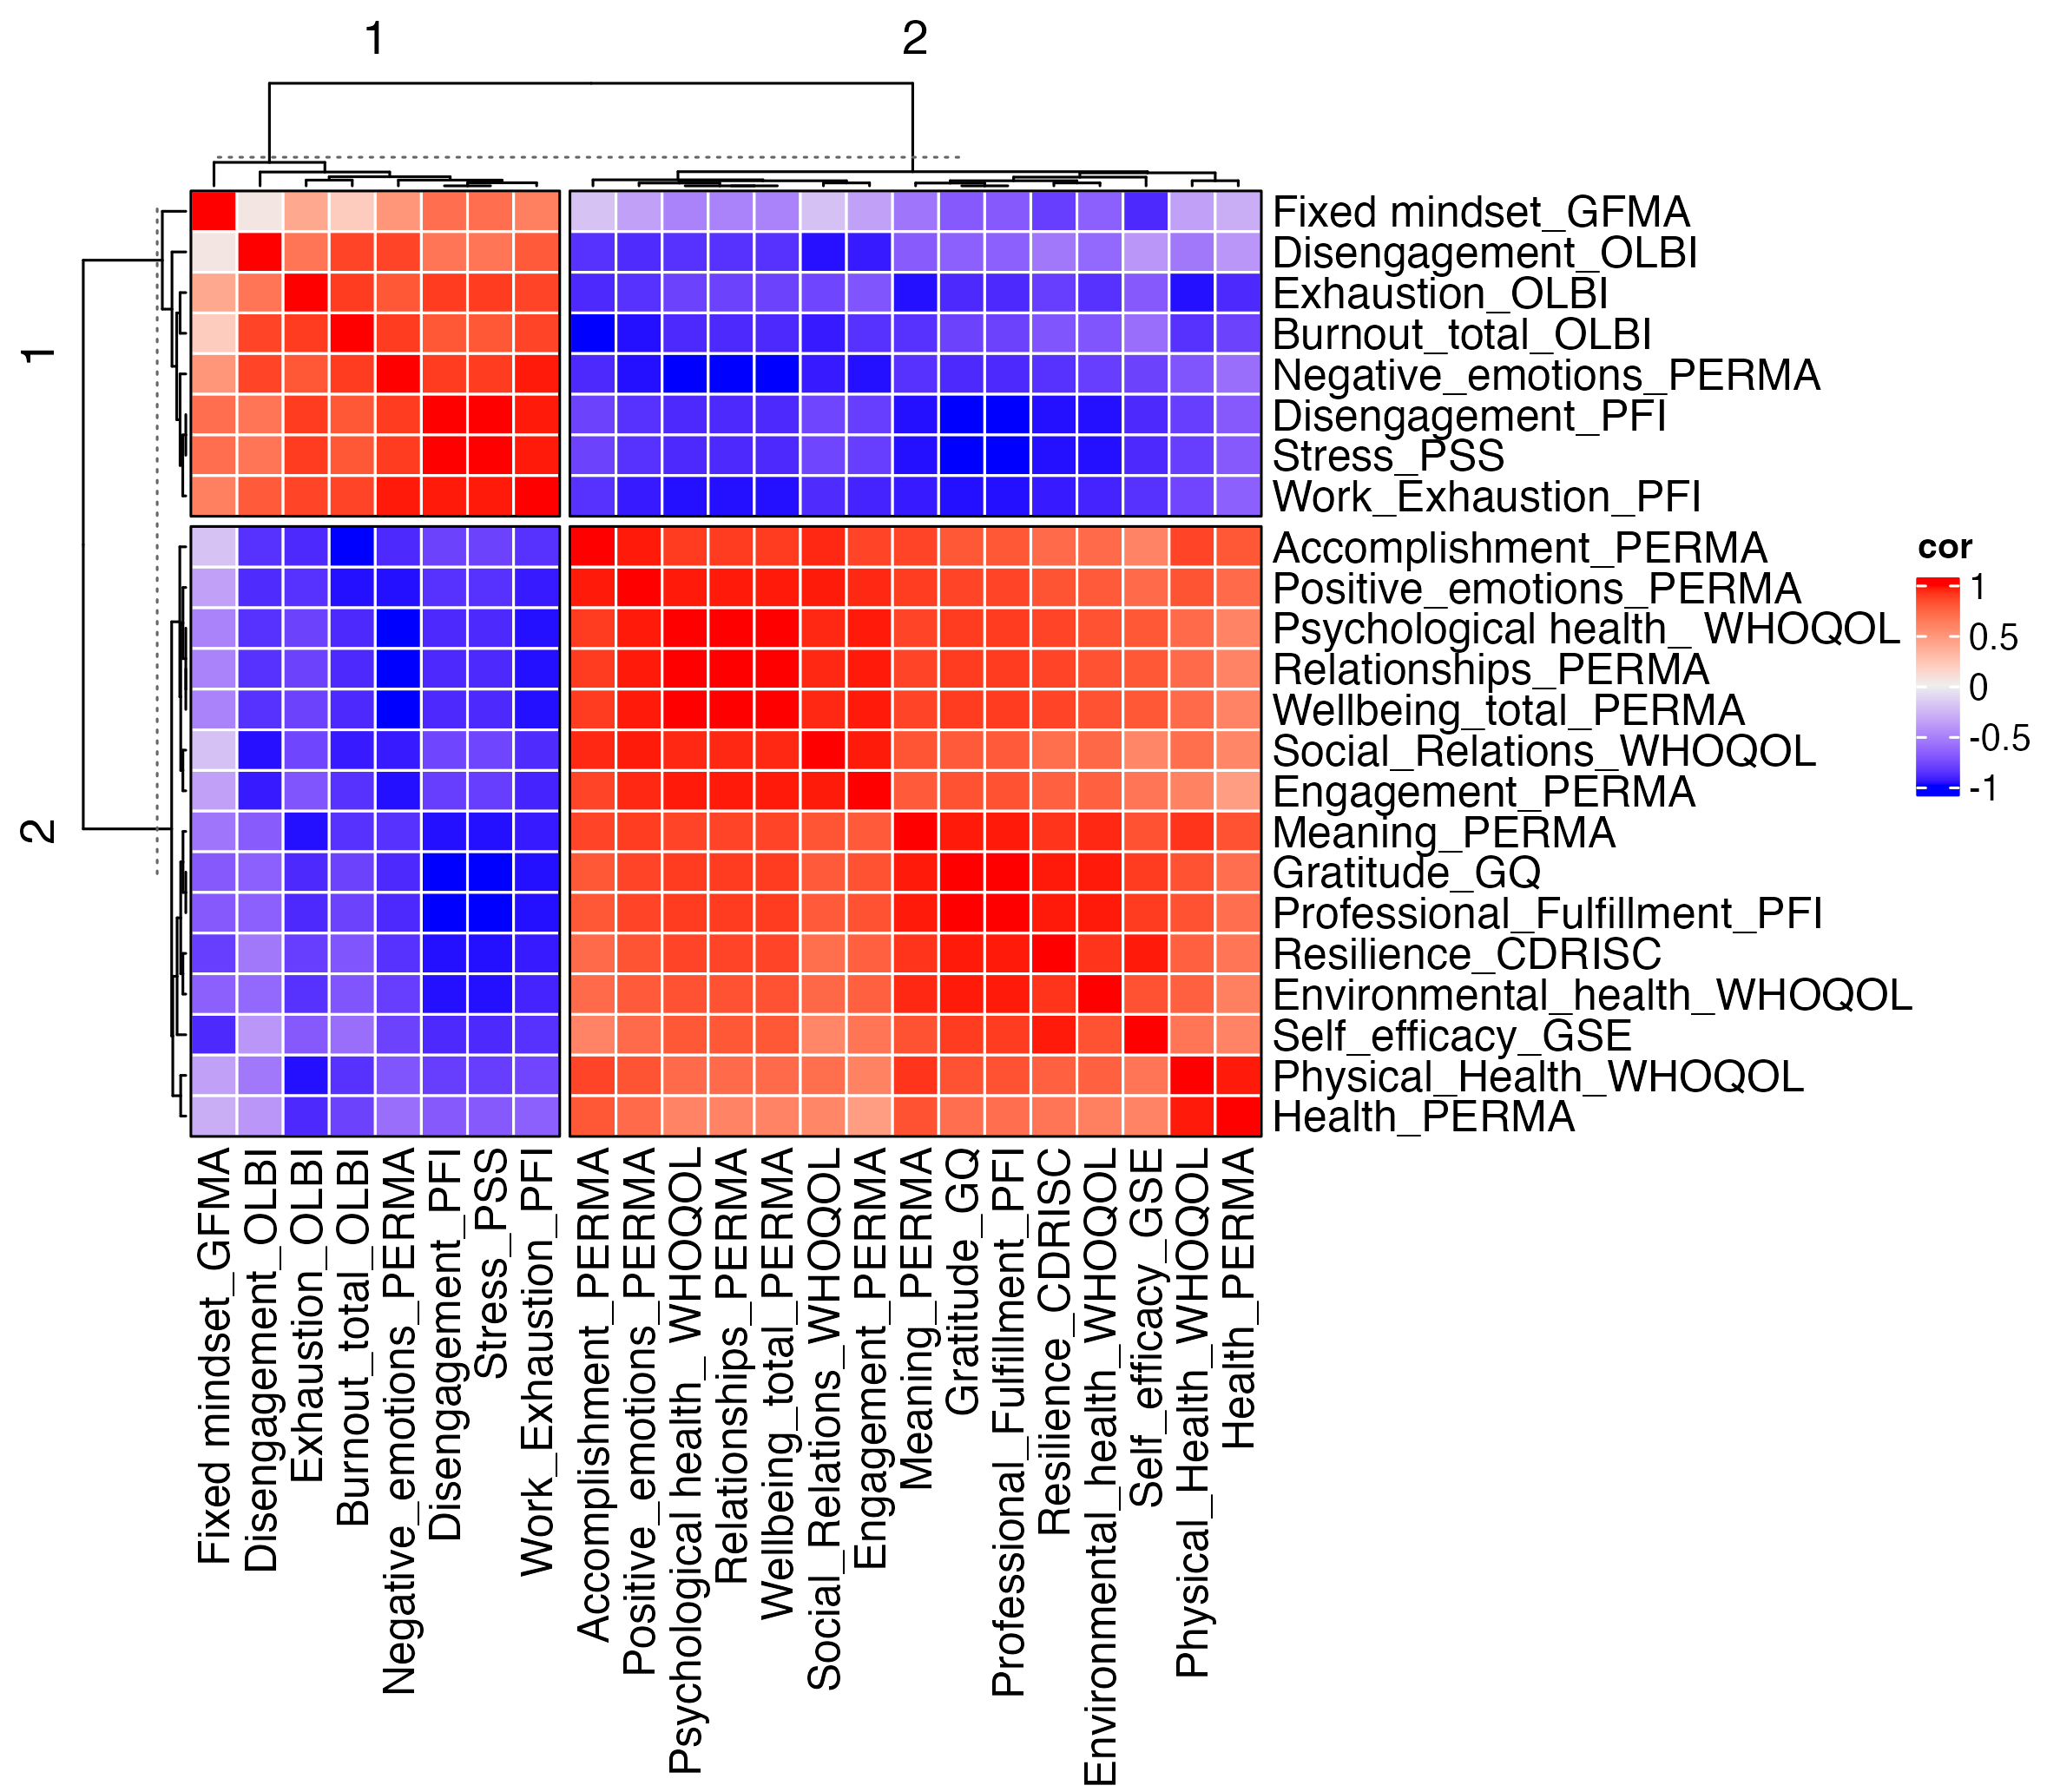 1
2
1
2
Fixed mindset_GFMA
Disengagement_OLBI
Exhaustion_OLBI
Burnout_total_OLBI
Negative_emotions_PERMA
Disengagement_PFI
Stress_PSS
Work_Exhaustion_PFI
Accomplishment_PERMA
Positive_emotions_PERMA
Psychological health_ WHOQOL
Relationships_PERMA
Wellbeing_total_PERMA
Social_Relations_WHOQOL
Engagement_PERMA
Meaning_PERMA
Gratitude_GQ
Professional_Fulfillment_PFI
Resilience_CDRISC
Environmental_health_WHOQOL
Self_efficacy_GSE
Physical_Health_WHOQOL
Health_PERMA
cor
1
0.5
0
-0.5
-1
Fixed mindset_GFMA
Disengagement_OLBI
Exhaustion_OLBI
Burnout_total_OLBI
Negative_emotions_PERMA
Disengagement_PFI
Stress_PSS
Work_Exhaustion_PFI
Accomplishment_PERMA
Positive_emotions_PERMA
Psychological health_ WHOQOL
Relationships_PERMA
Wellbeing_total_PERMA
Social_Relations_WHOQOL
Engagement_PERMA
Meaning_PERMA
Gratitude_GQ
Professional_Fulfillment_PFI
Resilience_CDRISC
Environmental_health_WHOQOL
Self_efficacy_GSE
Physical_Health_WHOQOL
Health_PERMA